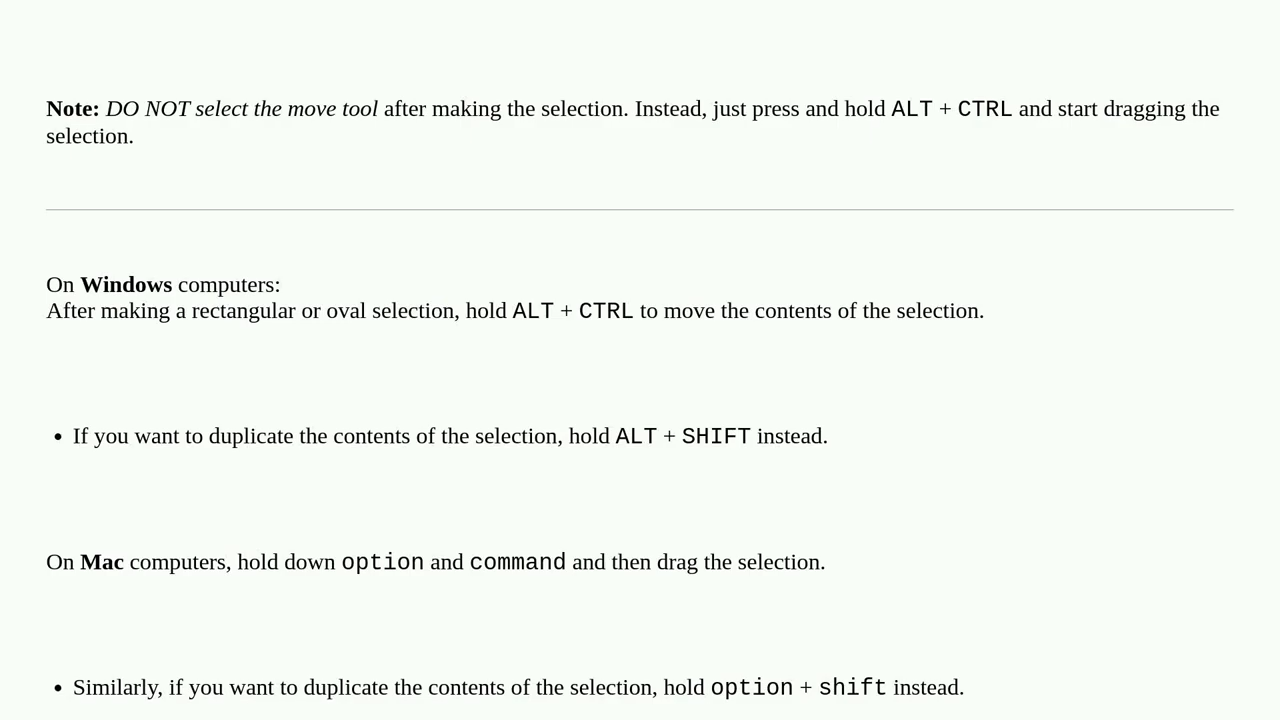 Note: DO NOT select the move tool after making the selection. Instead, just press and hold ALT + CTRL and start dragging the
selection.
On Windows computers:
After making a rectangular or oval selection, hold ALT + CTRL to move the contents of the selection.
• If you want to duplicate the contents of the selection, hold ALT + SHIFT instead.
On Mac computers, hold down option and command and then drag the selection.
• Similarly, if you want to duplicate the contents of the selection, hold option + shift instead.